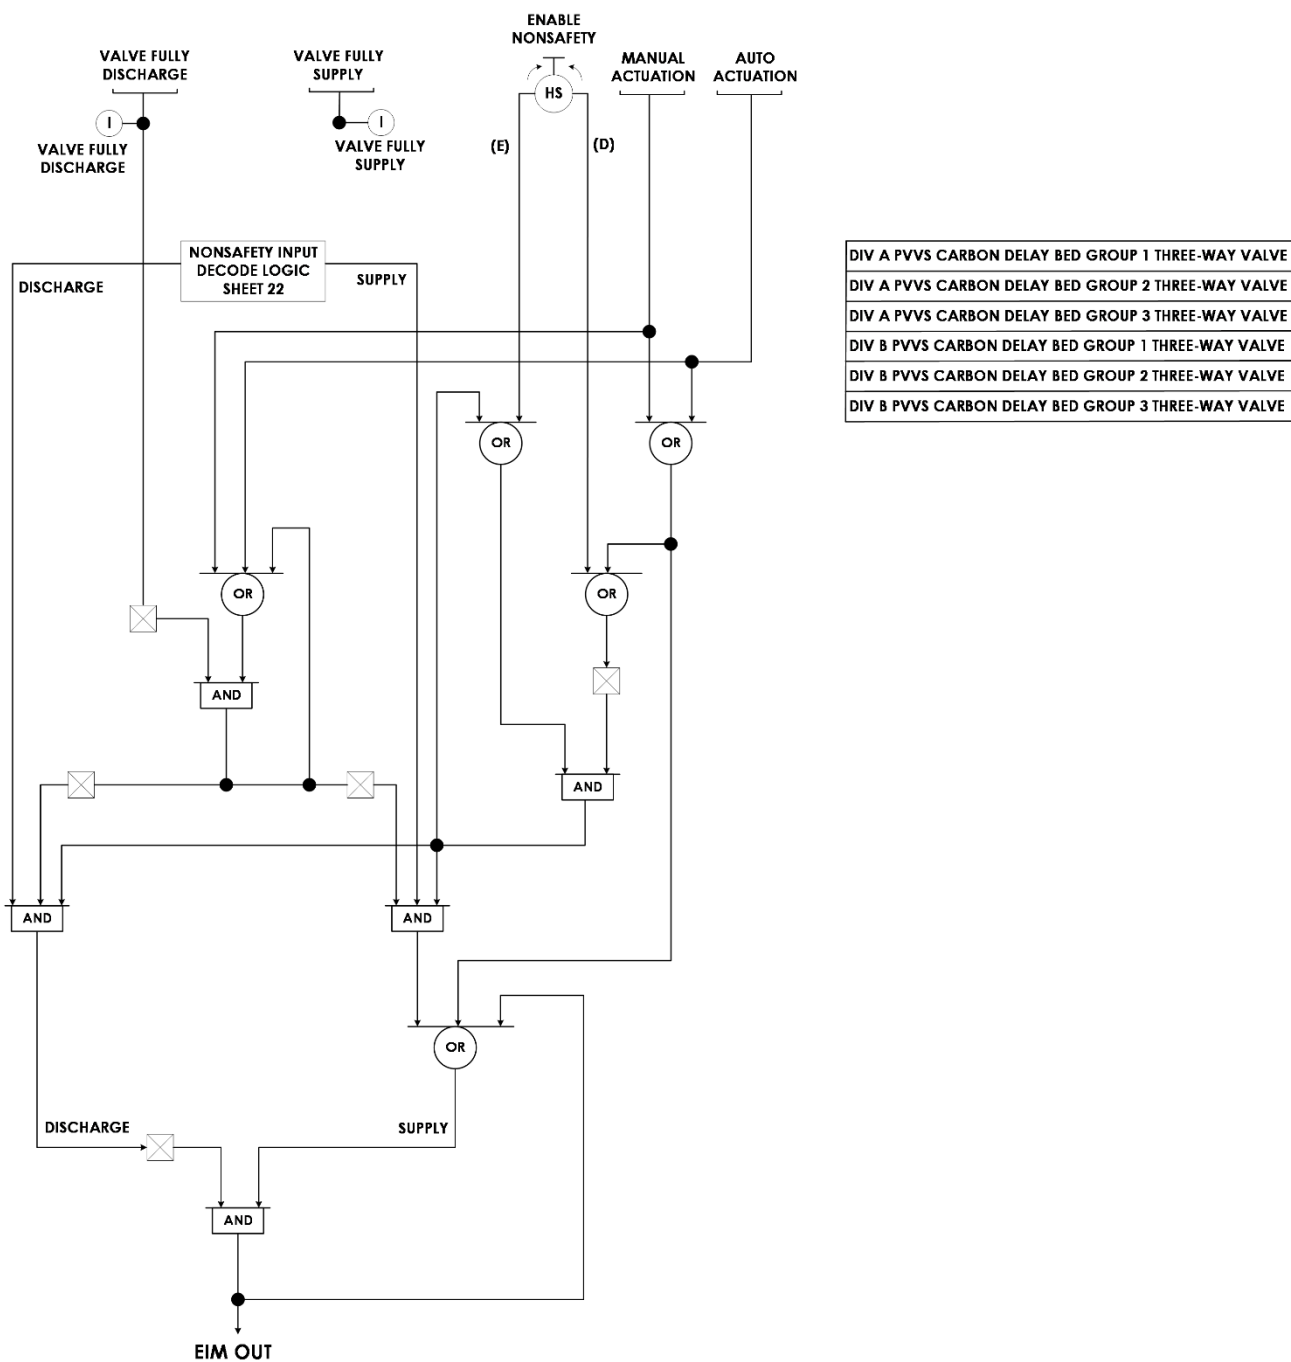 ENABLE
NONSAFETY
VALVE FULLY
DISCHARGE
VALVE FULLY
SUPPLY
MANUAL
ACTUATION
AUTO
ACTUATION
HS
I
I
VALVE FULLY
DISCHARGE
VALVE FULLY
SUPPLY
(E)
(D)
NONSAFETY INPUT
DECODE LOGIC
SHEET 22
DISCHARGE
SUPPLY
DIV A PVVS CARBON DELAY BED GROUP 1 THREE-WAY VALVE
DIV A PVVS CARBON DELAY BED GROUP 2 THREE-WAY VALVE
DIV A PVVS CARBON DELAY BED GROUP 3 THREE-WAY VALVE
DIV B PVVS CARBON DELAY BED GROUP 1 THREE-WAY VALVE
DIV B PVVS CARBON DELAY BED GROUP 2 THREE-WAY VALVE
DIV B PVVS CARBON DELAY BED GROUP 3 THREE-WAY VALVE
OR
OR
OR
OR
AND
AND
AND
AND
OR
DISCHARGE
SUPPLY
AND
EIM OUT